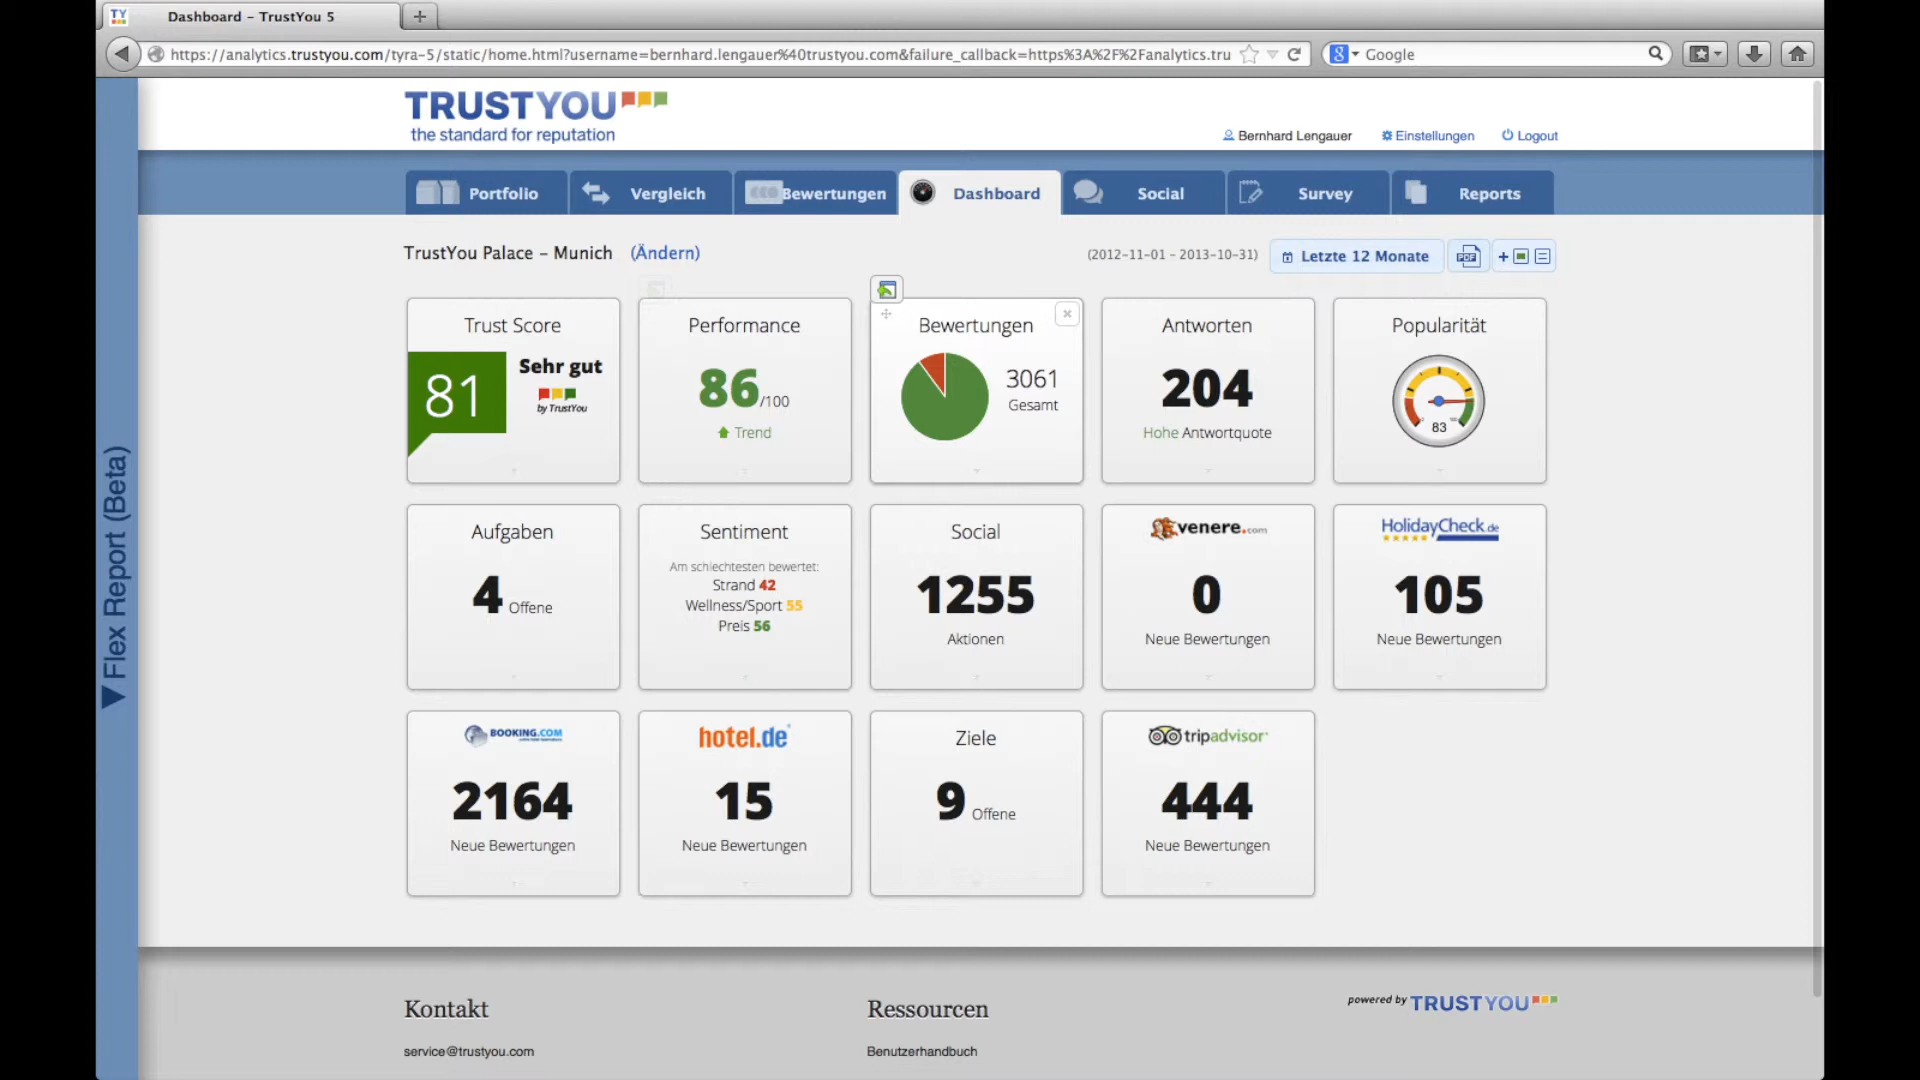 Dashboard – TrustYou 5
https://analytics.trustyou.com/tyra-5/static/home.html?username=bernhard.lengauer%40trustyou.com&failure_callback=https%3A%2F%2Fanalytics.tru
Google
TRUSTYOU
the standard for reputation
Bernhard Lengauer
Einstellungen
Logout
Portfolio
Vergleich
Bewertungen
Dashboard
Social
Survey
Reports
TrustYou Palace – Munich (Ändern)
(2012-11-01 - 2013-10-31)
Letzte 12 Monate
PDF
Flex Report (Beta)
Trust Score
81
Sehr gut
by TrustYou
Performance
86/100
Trend
Bewertungen
3061
Gesamt
Antworten
204
Hohe Antwortquote
Popularität
83
Aufgaben
4 Offene
Sentiment
Am schlechtesten bewertet:
Strand 42
Wellness/Sport 55
Preis 56
Social
1255
Aktionen
venere.com
0
Neue Bewertungen
HolidayCheck.de
105
Neue Bewertungen
BOOKING.COM
2164
Neue Bewertungen
hotel.de
15
Neue Bewertungen
Ziele
9 Offene
tripadvisor
444
Neue Bewertungen
Kontakt
service@trustyou.com
Ressourcen
Benutzerhandbuch
powered by TRUSTYOU